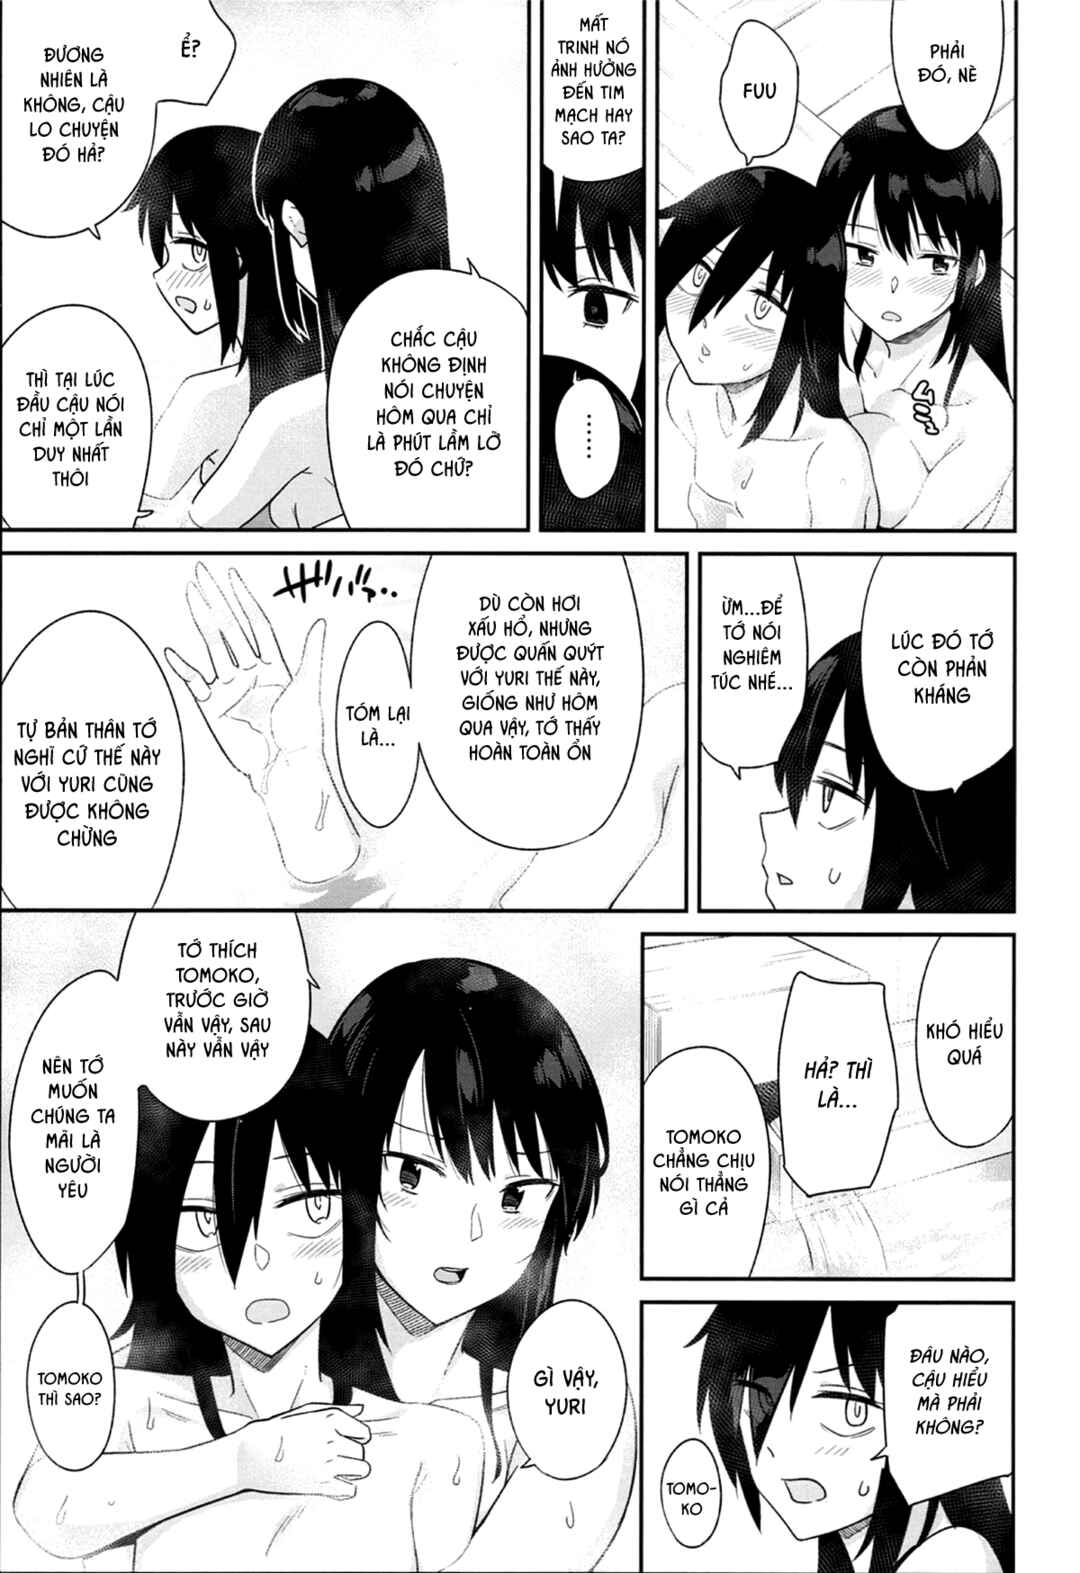 PHẢI
ĐÓ, NÈ
FUU
MẤT
TRINH NÓ
ẢNH HƯỞNG
ĐẾN TIM
MẠCH HAY
SAO TA?
........
CHẮC CẬU
KHÔNG ĐỊNH
NÓI CHUYỆN
HÔM QUA CHỈ
LÀ PHÚT LẦM LỠ
ĐÓ CHỨ?
Ể?
ĐƯƠNG
NHIÊN LÀ
KHÔNG, CẬU
LO CHUYỆN
ĐÓ HẢ?
THÌ TẠI LÚC
ĐẦU CẬU NÓI
CHỈ MỘT LẦN
DUY NHẤT
THÔI
LÚC ĐÓ TỚ
CÒN PHẢN
KHÁNG
ỪM...ĐỂ
TỚ NÓI
NGHIÊM
TÚC NHÉ...
DÙ CÒN HƠI
XẤU HỔ, NHƯNG
ĐƯỢC QUẤN QUÝT
VỚI YURI THẾ NÀY,
GIỐNG NHƯ HÔM
QUA VẬY, TỚ THẤY
HOÀN TOÀN ỔN
TÓM LẠI
LÀ...
TỰ BẢN THÂN TỚ
NGHĨ CỨ THẾ NÀY
VỚI YURI CŨNG
ĐƯỢC KHÔNG
CHỪNG
KHÓ HIỂU
QUÁ
HẢ? THÌ
LÀ...
TOMOKO
CHẲNG CHỊU
NÓI THẲNG
GÌ CẢ
ĐÂU NÀO,
CẬU HIỂU
MÀ PHẢI
KHÔNG?
TOMO-
KO
GÌ VẬY,
YURI
TỚ THÍCH
TOMOKO,
TRƯỚC GIỜ
VẪN VẬY, SAU
NÀY VẪN VẬY
NÊN TỚ
MUỐN
CHÚNG TA
MÃI LÀ
NGƯỜI
YÊU
TOMOKO
THÌ SAO?